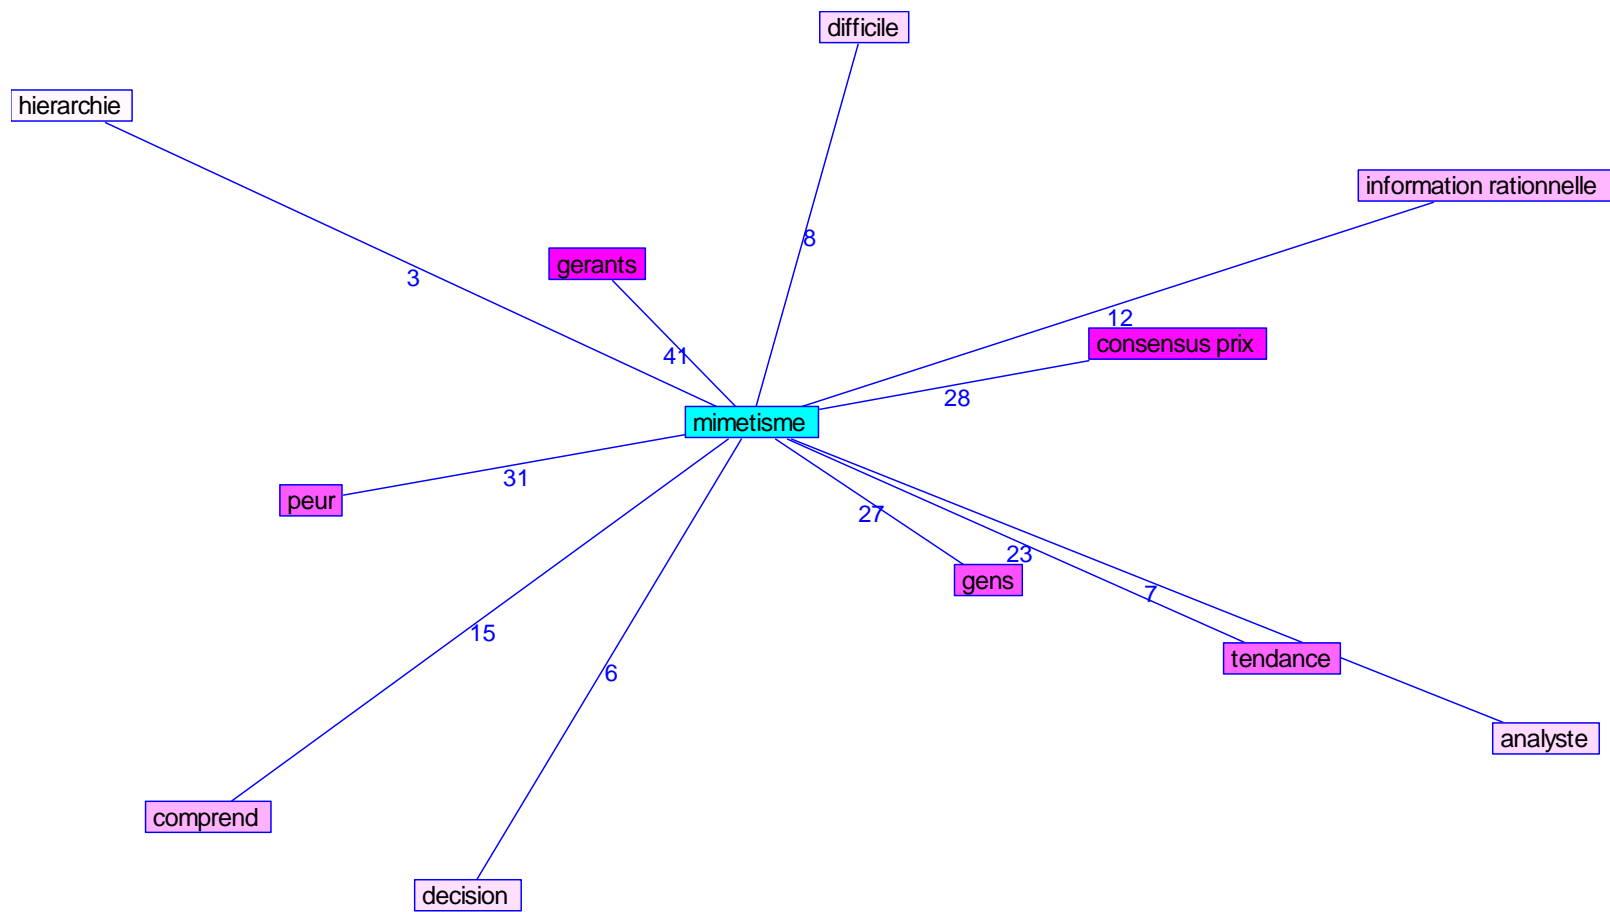 difficile
hierarchie
information rationnelle
8
gerants
3
12
consensus prix
41
28
mimetisme
31
peur
27
23
gens
7
15
tendance
6
analyste
comprend
decision